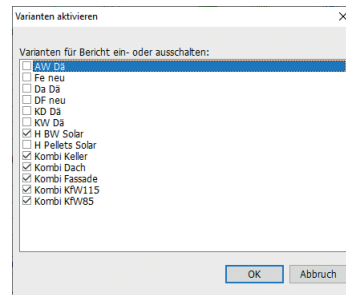 Varianten aktivieren
Varianten für Bericht ein- oder ausschalten:
AW Dä
Fe neu
Da Dä
DF neu
KD Dä
KW Dä
H BW Solar
H Pellets Solar
Kombi Keller
Kombi Dach
Kombi Fassade
Kombi KfW115
Kombi KfW85
OK
Abbruch